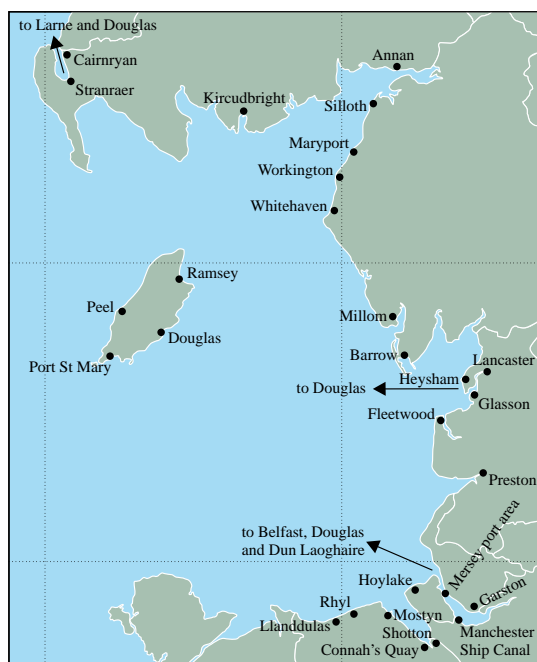 to Larne and Douglas
Cairnryan
Stranraer
Annan
Kircudbright
Silloth
Maryport
Workington
Whitehaven
Ramsey
Peel
Douglas
Port St Mary
Millom
Barrow
Lancaster
Heysham
to Douglas
Glasson
Fleetwood
Preston
to Belfast, Douglas
and Dun Laoghaire
Mersey port area
Hoylake
Garston
Rhyl
Mostyn
Llanddulas
Shotton
Connah's Quay
Manchester
Ship Canal